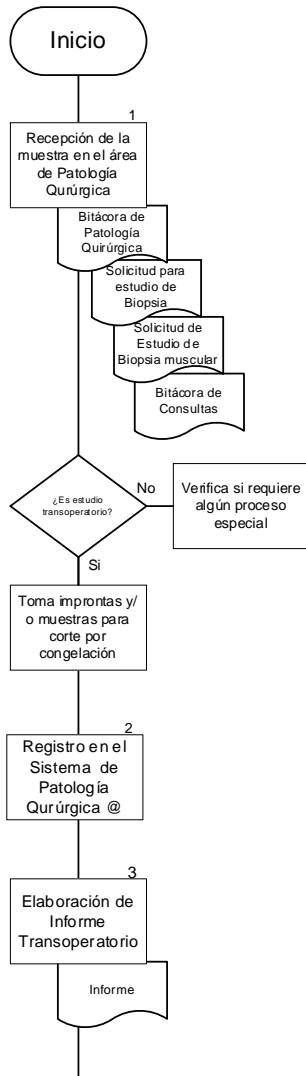 Inicio
1
Recepción de la
muestra en el área
de Patología
Qurúrgica
Bitácora de
Patología
Quirúrgica
Solicitud para
estudio de
Biopsia
Solicitud de
Estudio de
Biopsia muscular
Bitácora de
Consultas
¿Es estudio
transoperatorio?
No
Verifica si requiere
algún proceso
especial
Si
Toma improntas y/
o muestras para
corte por
congelación
2
Registro en el
Sistema de
Patología
Qurúrgica @
3
Elaboración de
Informe
Transoperatorio
Informe